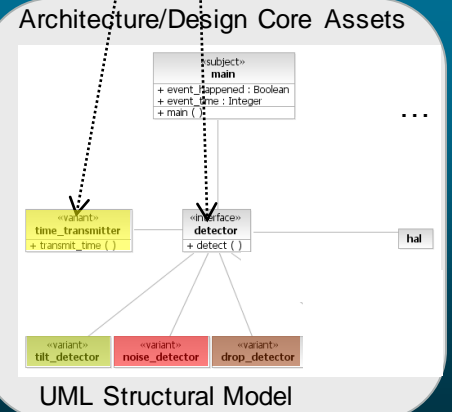 Architecture/Design Core Assets
«subject»
main
+ event_happened : Boolean
+ event_time : Integer
+ main ( )
...
«variant»
time_transmitter
+ transmit_time ( )
«interface»
detector
+ detect ( )
hal
«variant»
tilt_detector
«variant»
noise_detector
«variant»
drop_detector
UML Structural Model